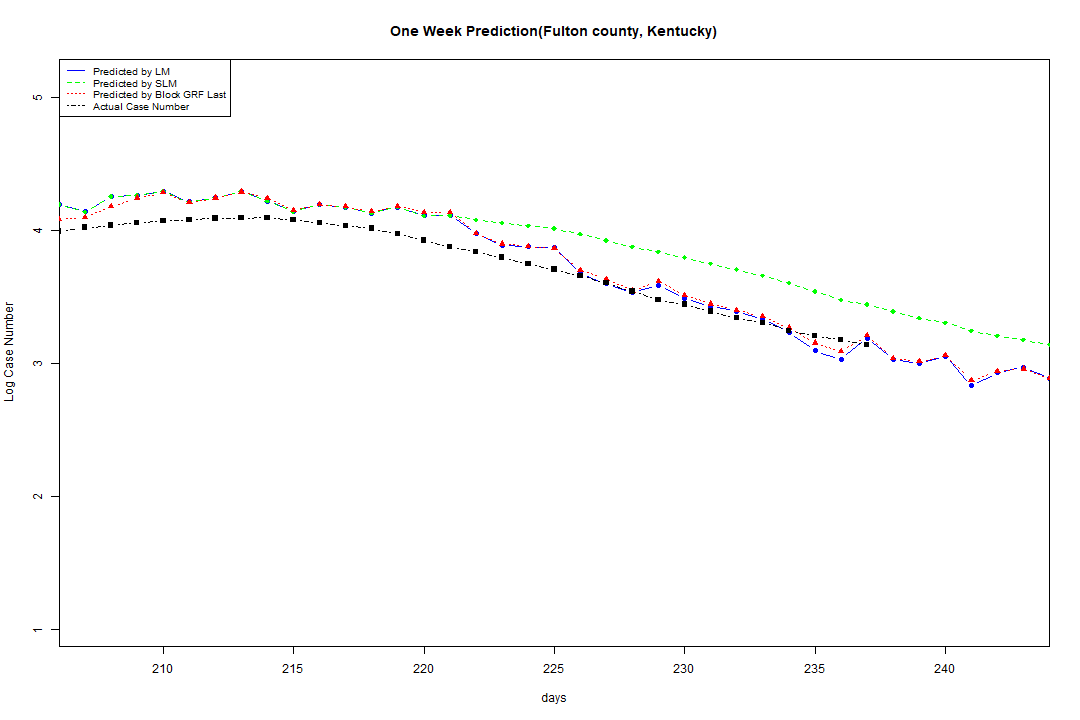 One Week Prediction(Fulton county, Kentucky)
Predicted by LM
Predicted by SLM
Predicted by Block GRF Last
Actual Case Number
5
4
3
2
1
Log Case Number
210 215 220 225 230 235 240
days